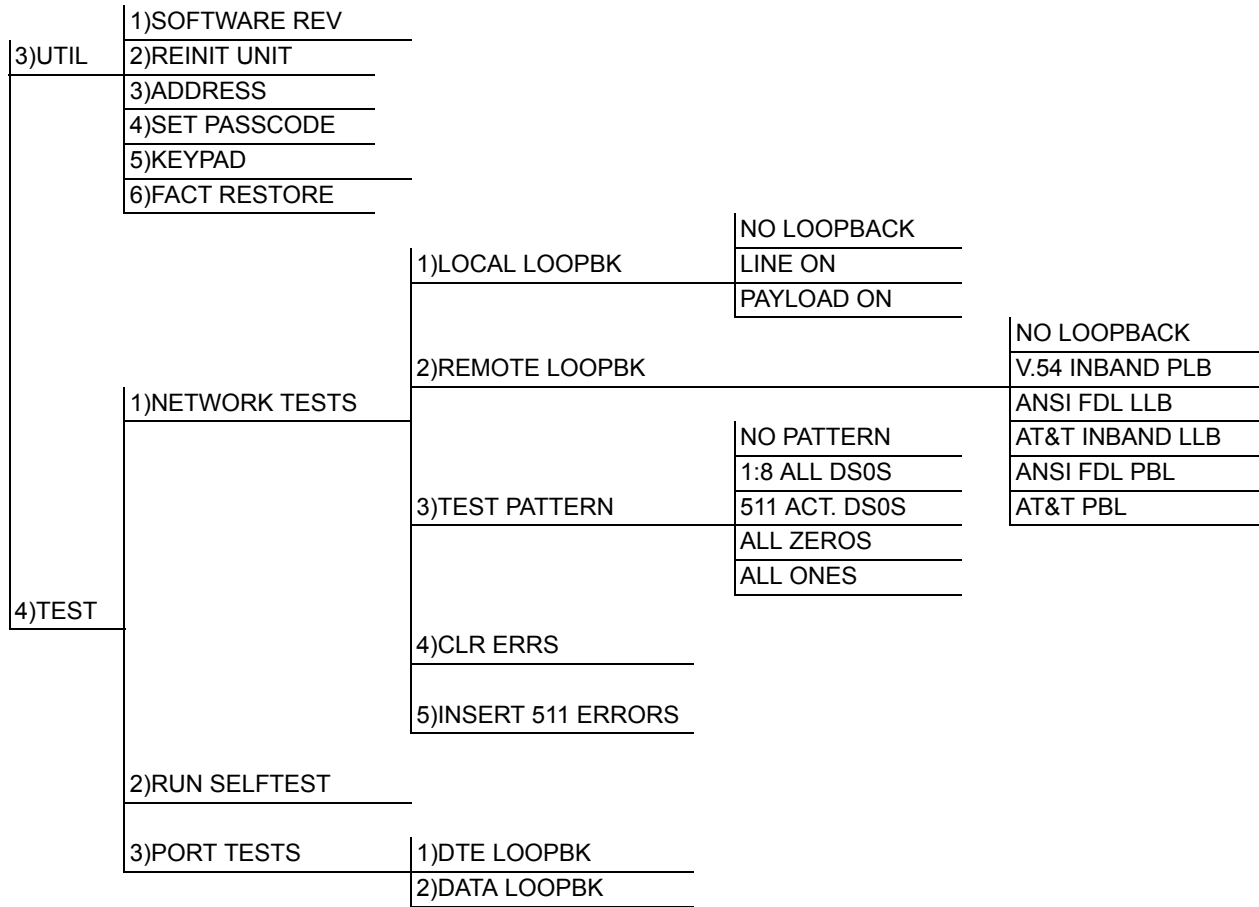 3)UTIL
1)SOFTWARE REV
2)REINIT UNIT
3)ADDRESS
4)SET PASSCODE
5)KEYPAD
6)FACT RESTORE
4)TEST
1)NETWORK TESTS
1)LOCAL LOOPBK
NO LOOPBACK
LINE ON
PAYLOAD ON
2)REMOTE LOOPBK
NO LOOPBACK
V.54 INBAND PLB
ANSI FDL LLB
AT&T INBAND LLB
ANSI FDL PBL
AT&T PBL
3)TEST PATTERN
NO PATTERN
1:8 ALL DS0S
511 ACT. DS0S
ALL ZEROS
ALL ONES
4)CLR ERRS
5)INSERT 511 ERRORS
2)RUN SELFTEST
3)PORT TESTS
1)DTE LOOPBK
2)DATA LOOPBK